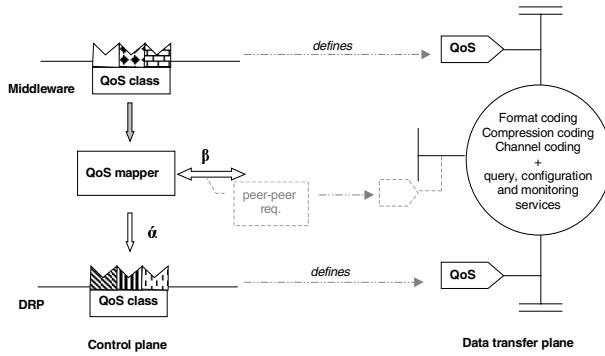 defines
QoS
Middleware
QoS class
Format coding
Compression coding
Channel coding
+
query, configuration
and monitoring
services
β
QoS mapper
peer-peer
req.
ά
defines
QoS
QoS class
DRP
Control plane
Data transfer plane